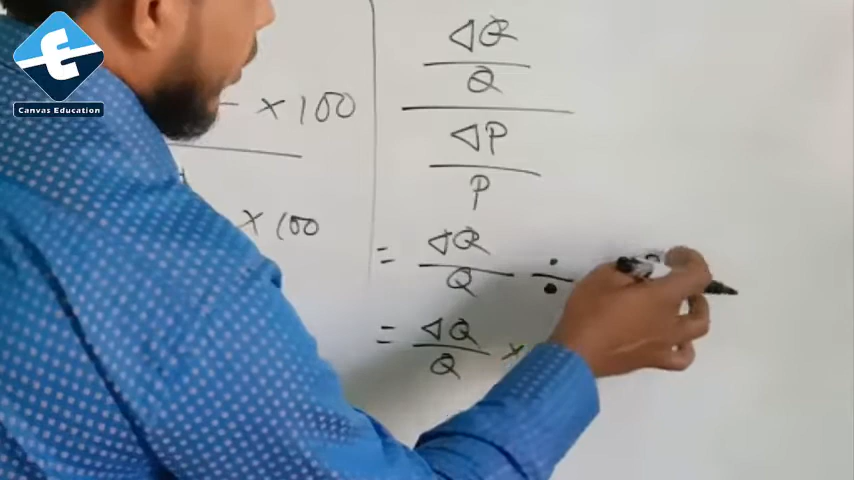 Canvas Education
× 100
× 100
ΔQ
Q
ΔP
P
= ΔQ/Q ÷
= ΔQ/Q ×